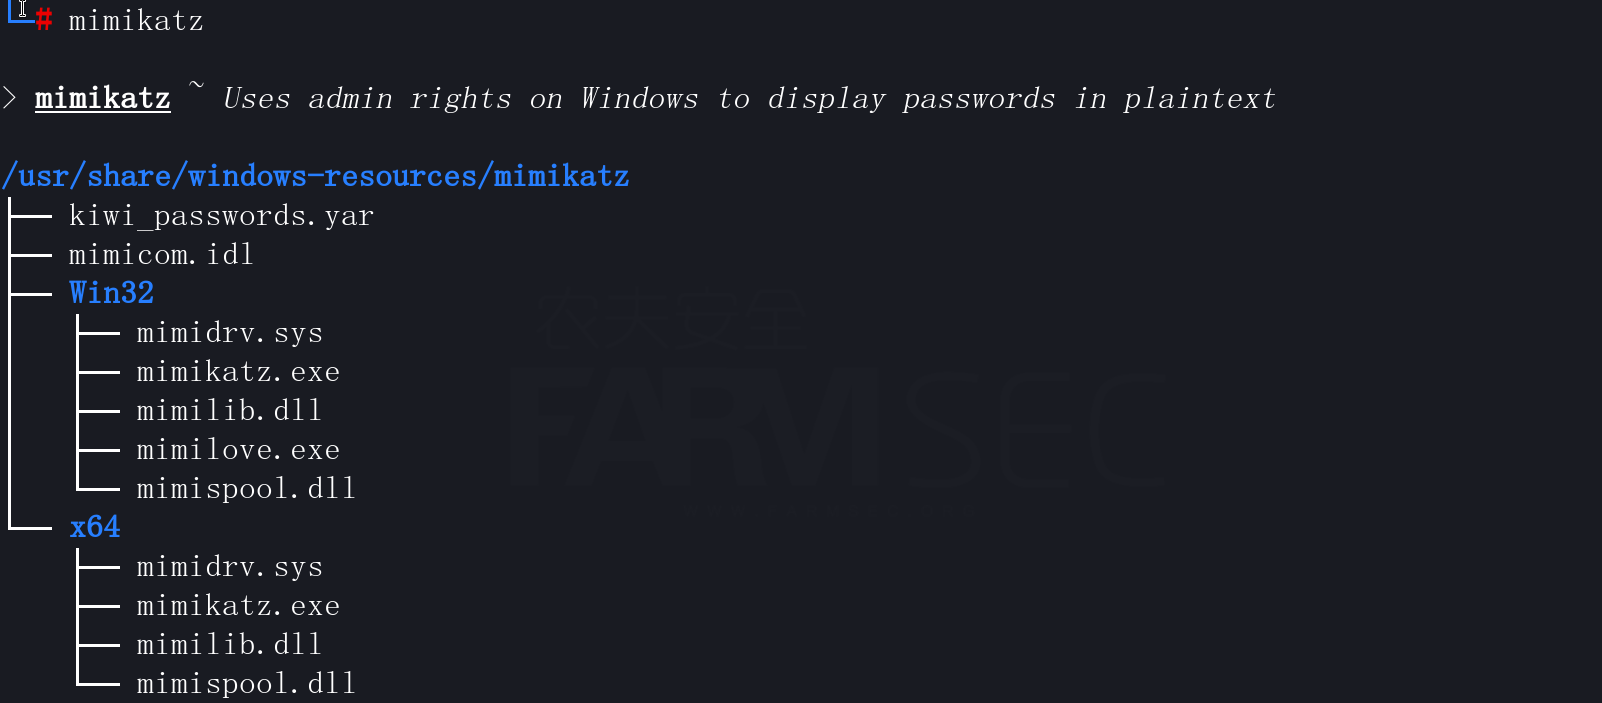 # mimikatz
> mimikatz ~ Uses admin rights on Windows to display passwords in plaintext
/usr/share/windows-resources/mimikatz
├── kiwi_passwords.yar
├── mimicom.idl
├── Win32
│   ├── mimidrv.sys
│   ├── mimikatz.exe
│   ├── mimilib.dll
│   ├── mimilove.exe
│   └── mimispool.dll
└── x64
    ├── mimidrv.sys
    ├── mimikatz.exe
    ├── mimilib.dll
    └── mimispool.dll
农夫安全
FARMSEC